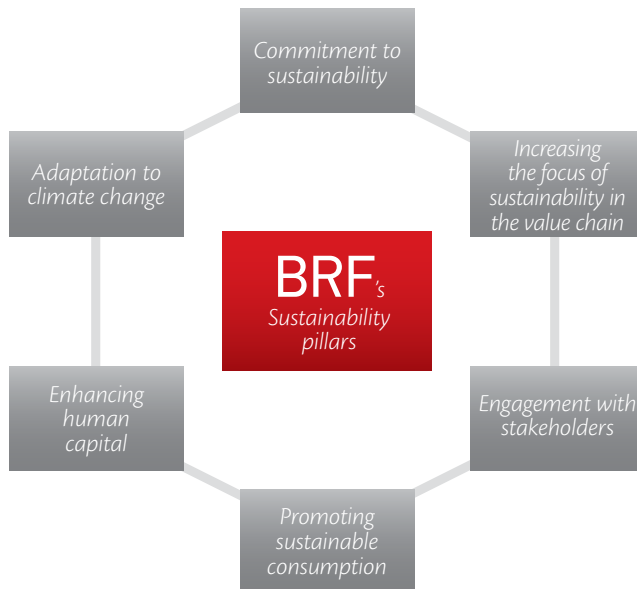 Commitment to
sustainability
Adaptation to
climate change
Increasing
the focus of
sustainability in
the value chain
BRF's
Sustainability
pillars
Enhancing
human
capital
Engagement with
stakeholders
Promoting
sustainable
consumption